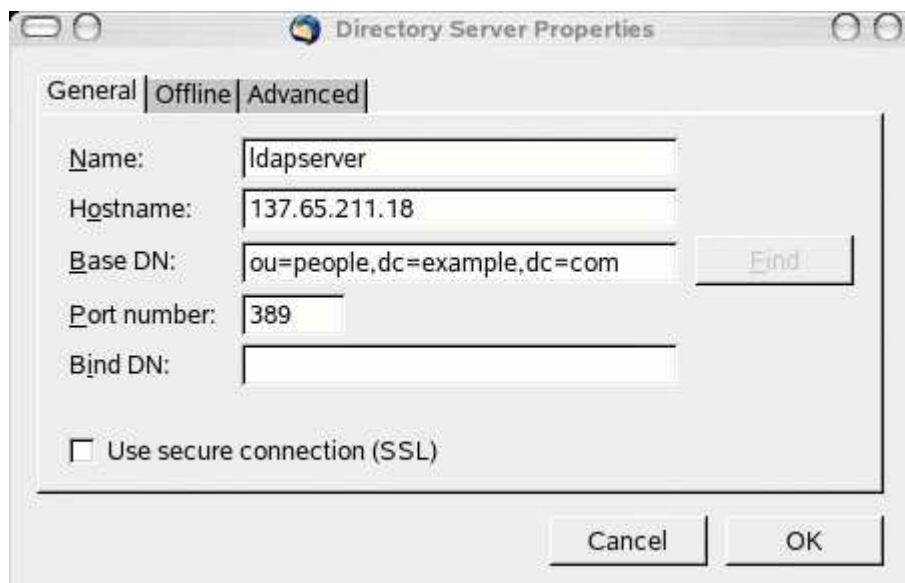 Directory Server Properties
General Offline Advanced
Name: ldapserver
Hostname: 137.65.211.18
Base DN: ou=people,dc=example,dc=com Find
Port number: 389
Bind DN:
Use secure connection (SSL)
Cancel OK